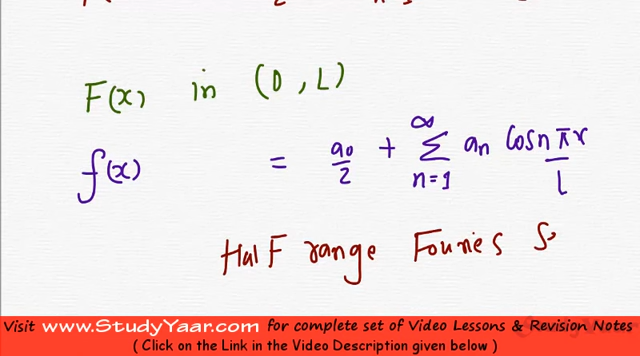 F(x) in (0, L)
f(x) = a0/2 + ∞ Σ n=1 an Cos nπx/l
Half range Fourier S
Visit www.StudyYaar.com for complete set of Video Lessons & Revision Notes
( Click on the Link in the Video Description given below )